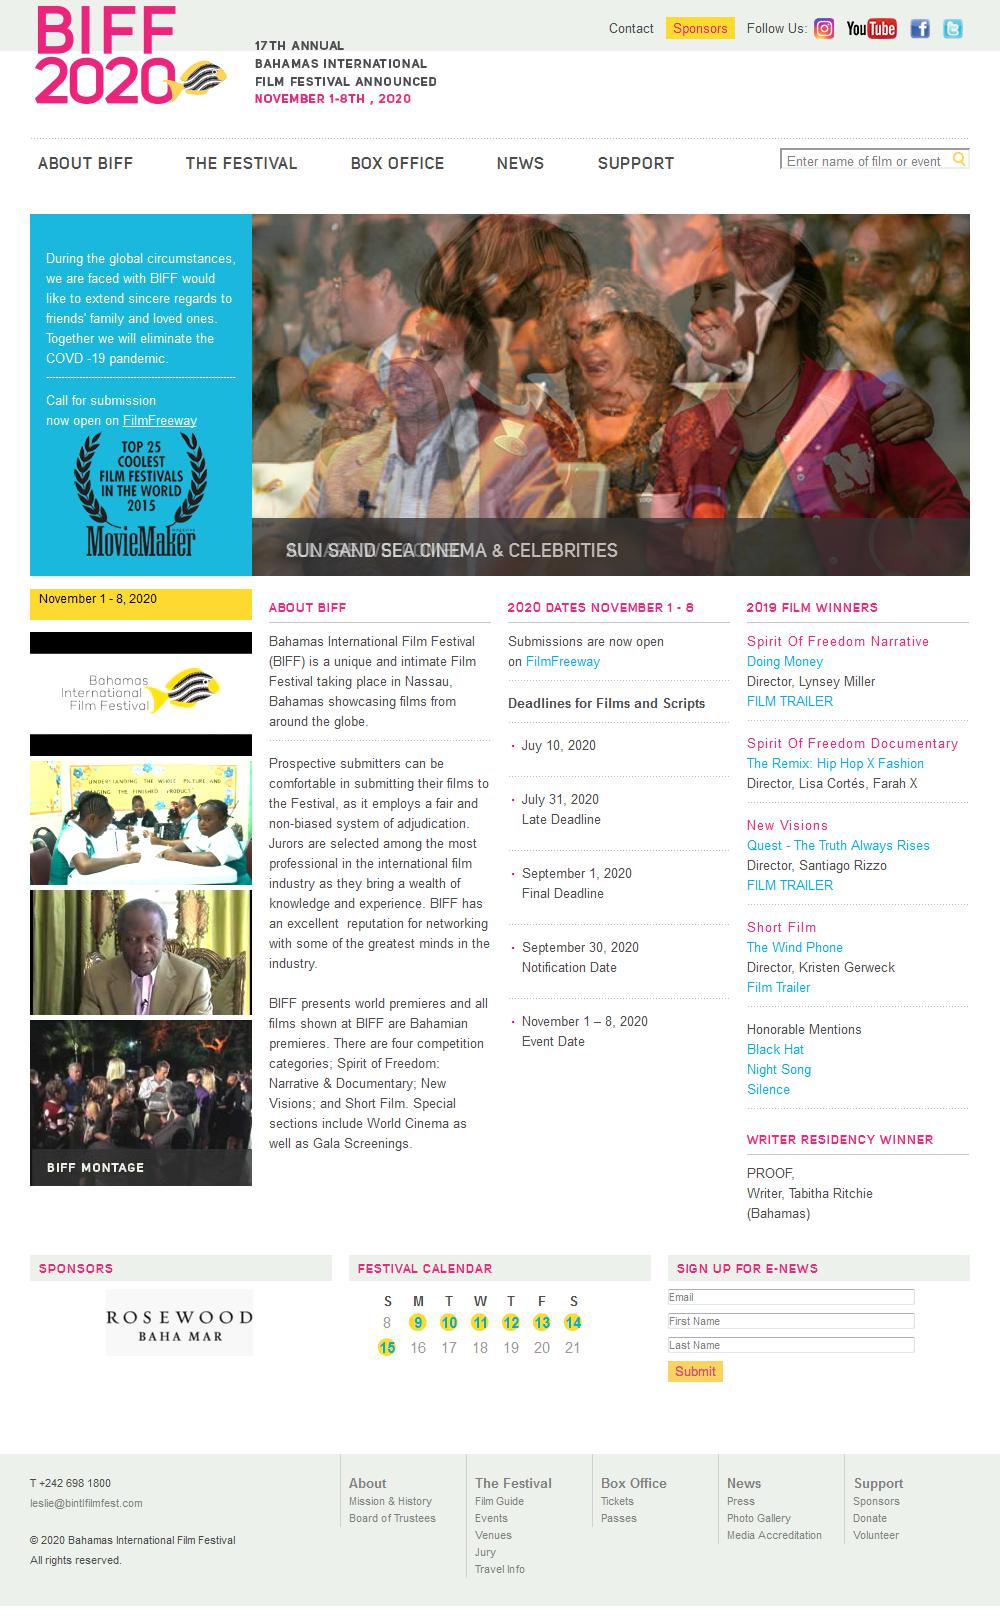 BIFF
2020
17TH ANNUAL
BAHAMAS INTERNATIONAL
FILM FESTIVAL ANNOUNCED
NOVEMBER 1-8TH , 2020
Contact
Sponsors
Follow Us:
YouTube
ABOUT BIFF
THE FESTIVAL
BOX OFFICE
NEWS
SUPPORT
Enter name of film or event
During the global circumstances,
we are faced with BIFF would
like to extend sincere regards to
friends' family and loved ones.
Together we will eliminate the
COVD -19 pandemic.
Call for submission
now open on FilmFreeway
TOP 25
COOLEST
FILM FESTIVALS
IN THE WORLD
2015
MovieMaker
SUN SAND SEA CINEMA & CELEBRITIES
November 1 - 8, 2020
Bahamas
International
Film Festival
UNDERSTANDING THE WHOLE PICTURE AND
THE FINISHED PRODUCT
BIFF MONTAGE
ABOUT BIFF
Bahamas International Film Festival
(BIFF) is a unique and intimate Film
Festival taking place in Nassau,
Bahamas showcasing films from
around the globe.
Prospective submitters can be
comfortable in submitting their films to
the Festival, as it employs a fair and
non-biased system of adjudication.
Jurors are selected among the most
professional in the international film
industry as they bring a wealth of
knowledge and experience. BIFF has
an excellent  reputation for networking
with some of the greatest minds in the
industry.
BIFF presents world premieres and all
films shown at BIFF are Bahamian
premieres. There are four competition
categories; Spirit of Freedom:
Narrative & Documentary; New
Visions; and Short Film. Special
sections include World Cinema as
well as Gala Screenings.
2020 DATES NOVEMBER 1 - 8
Submissions are now open
on FilmFreeway
Deadlines for Films and Scripts
Juy 10, 2020
July 31, 2020
Late Deadline
September 1, 2020
Final Deadline
September 30, 2020
Notification Date
November 1 – 8, 2020
Event Date
2019 FILM WINNERS
Spirit Of Freedom Narrative
Doing Money
Director, Lynsey Miller
FILM TRAILER
Spirit Of Freedom Documentary
The Remix: Hip Hop X Fashion
Director, Lisa Cortés, Farah X
New Visions
Quest - The Truth Always Rises
Director, Santiago Rizzo
FILM TRAILER
Short Film
The Wind Phone
Director, Kristen Gerweck
Film Trailer
Honorable Mentions
Black Hat
Night Song
Silence
WRITER RESIDENCY WINNER
PROOF,
Writer, Tabitha Ritchie
(Bahamas)
SPONSORS
ROSEWOOD
BAHA MAR
FESTIVAL CALENDAR
S M T W T F S
8 9 10 11 12 13 14
15 16 17 18 19 20 21
SIGN UP FOR E-NEWS
Email
First Name
Last Name
Submit
T +242 698 1800
leslie@bintlfilmfest.com
© 2020 Bahamas International Film Festival
All rights reserved.
About
Mission & History
Board of Trustees
The Festival
Film Guide
Events
Venues
Jury
Travel Info
Box Office
Tickets
Passes
News
Press
Photo Gallery
Media Accreditation
Support
Sponsors
Donate
Volunteer